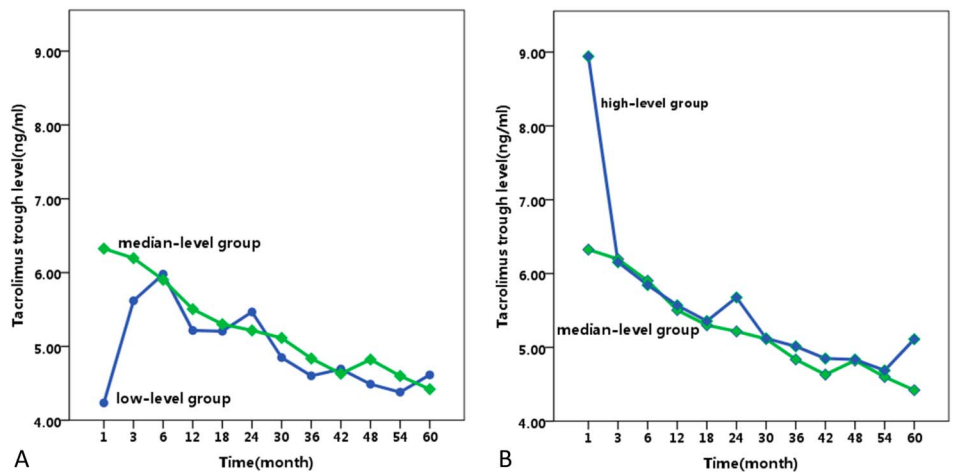 Tacrolimus trough level(ng/ml)
9.00
8.00
7.00
6.00
5.00
4.00
median-level group
low-level group
1 3 6 12 18 24 30 36 42 48 54 60
Time(month)
A
Tacrolimus trough level(ng/ml)
9.00
8.00
7.00
6.00
5.00
4.00
high-level group
median-level group
1 3 6 12 18 24 30 36 42 48 54 60
Time(month)
B